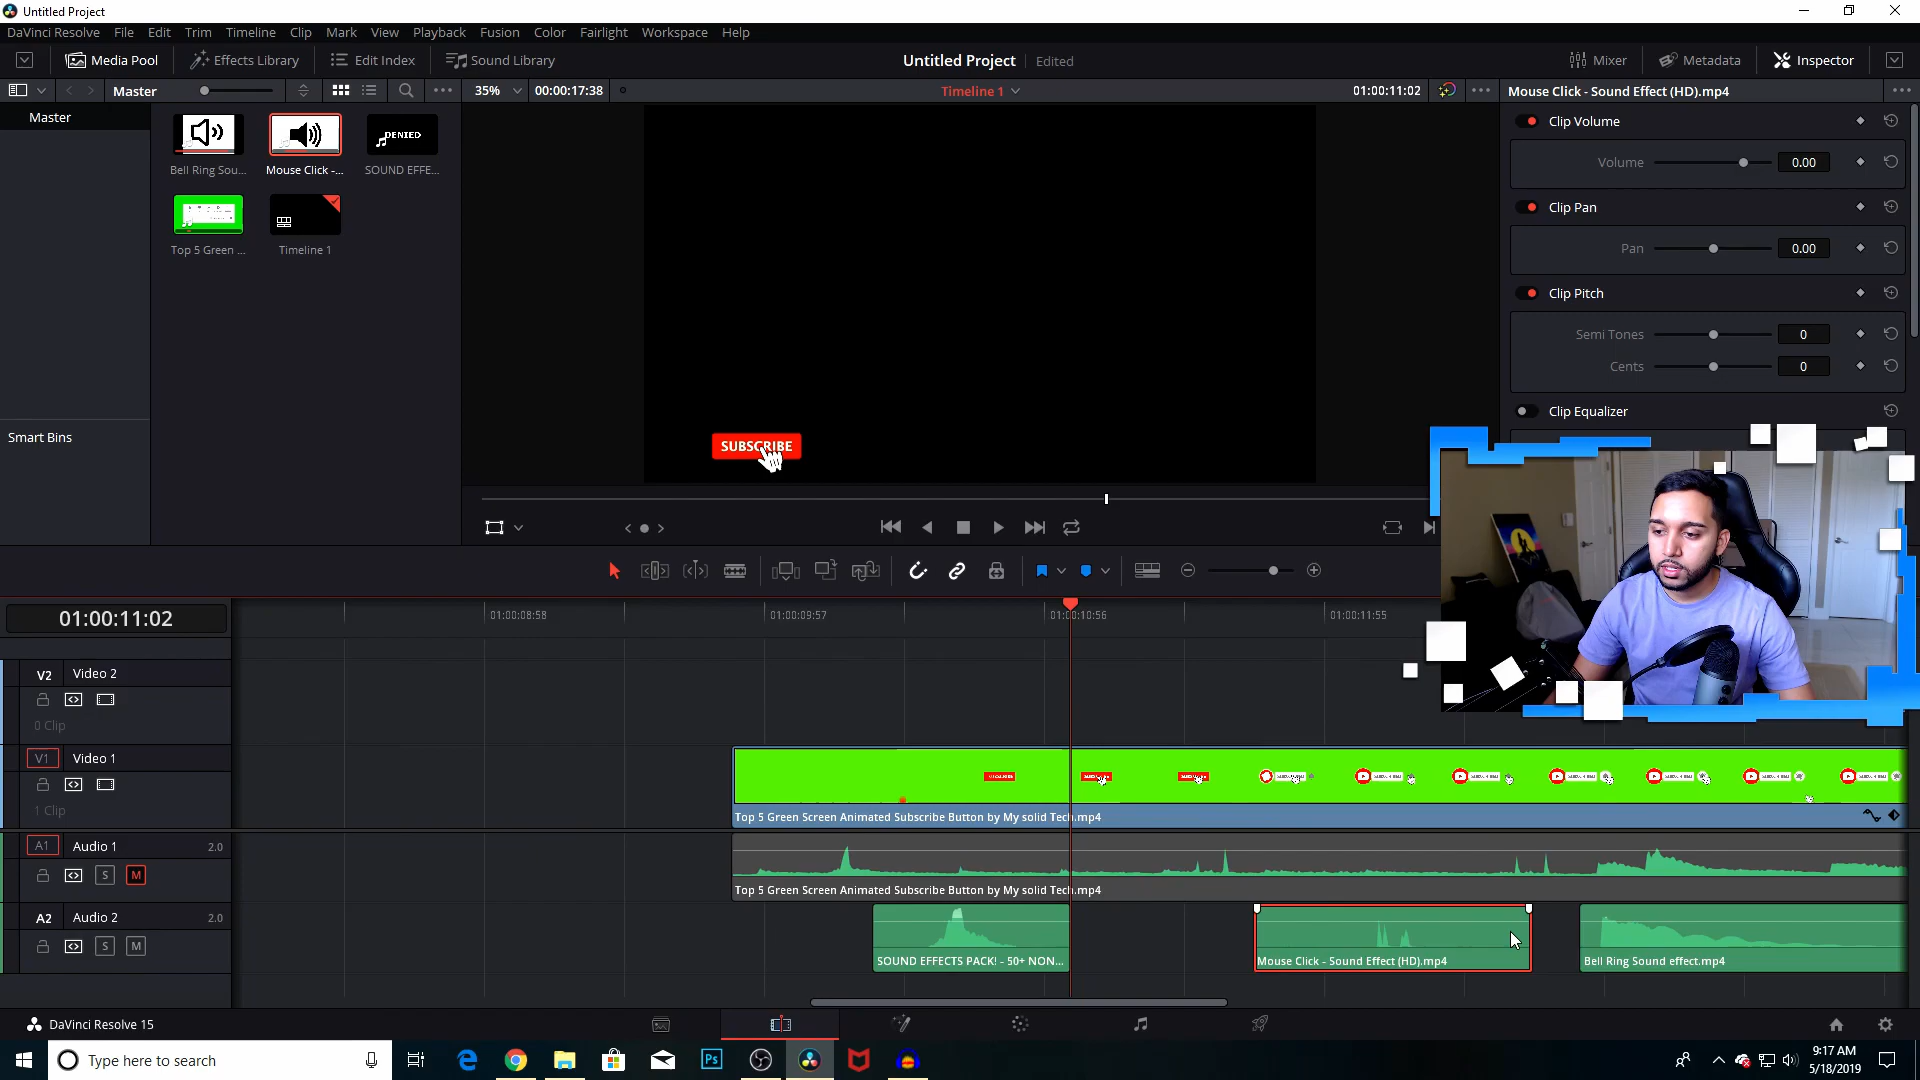 Untitled Project
DaVinci Resolve File Edit Trim Timeline Clip Mark View Playback Fusion Color Fairlight Workspace Help
Media Pool Effects Library Edit Index Sound Library Untitled Project Edited Mixer Metadata Inspector
Master 35% 00:00:17:38 Timeline 1 01:00:11:02 Mouse Click - Sound Effect (HD).mp4
Master
Clip Volume
DENIED
Bell Ring Sou... Mouse Click -... SOUND EFFE...
Volume 0.00
Clip Pan
Top 5 Green ... Timeline 1
Pan 0.00
Clip Pitch
Semi Tones 0
Cents 0
Clip Equalizer
Smart Bins
SUBSCRIBE
01:00:11:02 01:00:08:58 01:00:09:57 01:00:10:56 01:00:11:55
V2 Video 2
0 Clip
V1 Video 1
1 Clip
Top 5 Green Screen Animated Subscribe Button by My solid Tech.mp4
A1 Audio 1 2.0
S M
Top 5 Green Screen Animated Subscribe Button by My solid Tech.mp4
A2 Audio 2 2.0
S M
SOUND EFFECTS PACK! - 50+ NON... Mouse Click - Sound Effect (HD).mp4 Bell Ring Sound effect.mp4
DaVinci Resolve 15
Type here to search
Ps
9:17 AM
5/18/2019